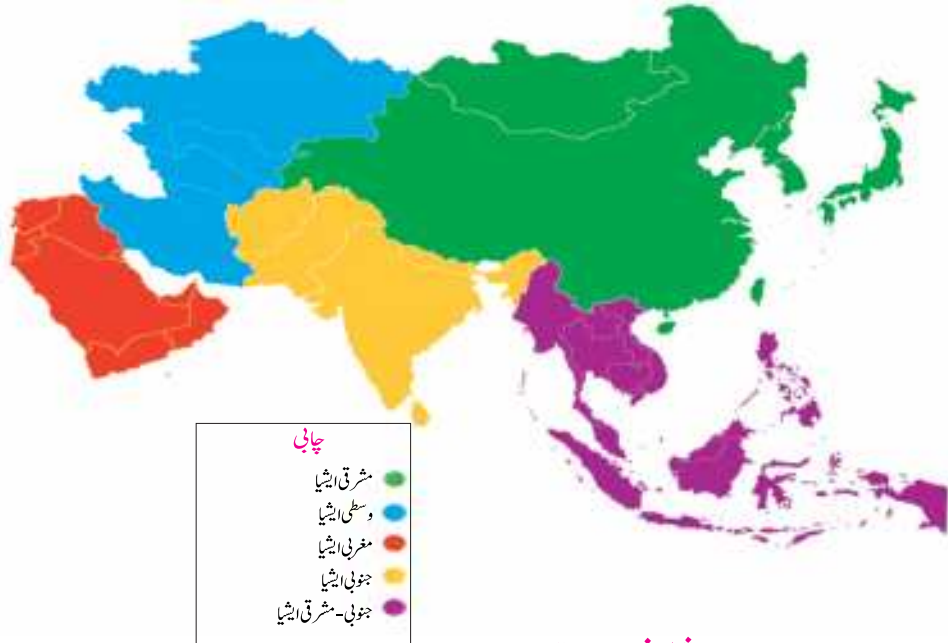 چابی
مشرقی ایشیا
وسطی ایشیا
مغربی ایشیا
جنوبی ایشیا
جنوبی-مشرقی ایشیا